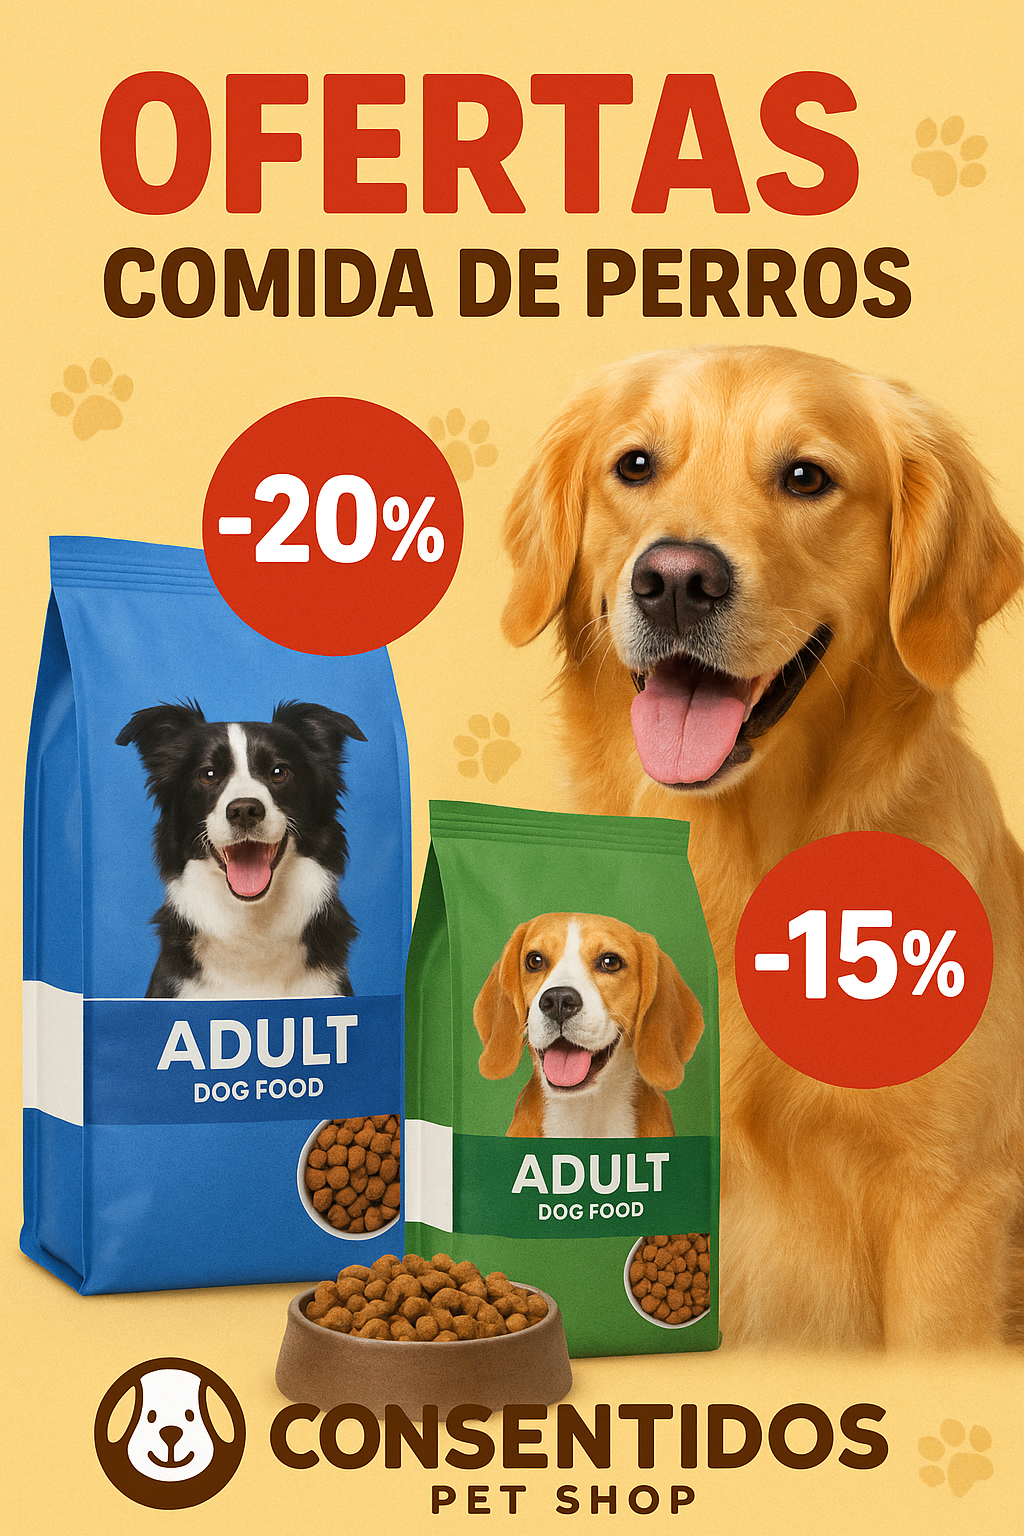 OFERTAS
COMIDA DE PERROS
-20%
-15%
ADULT
DOG FOOD
ADULT
DOG FOOD
CONSENTIDOS
PET SHOP